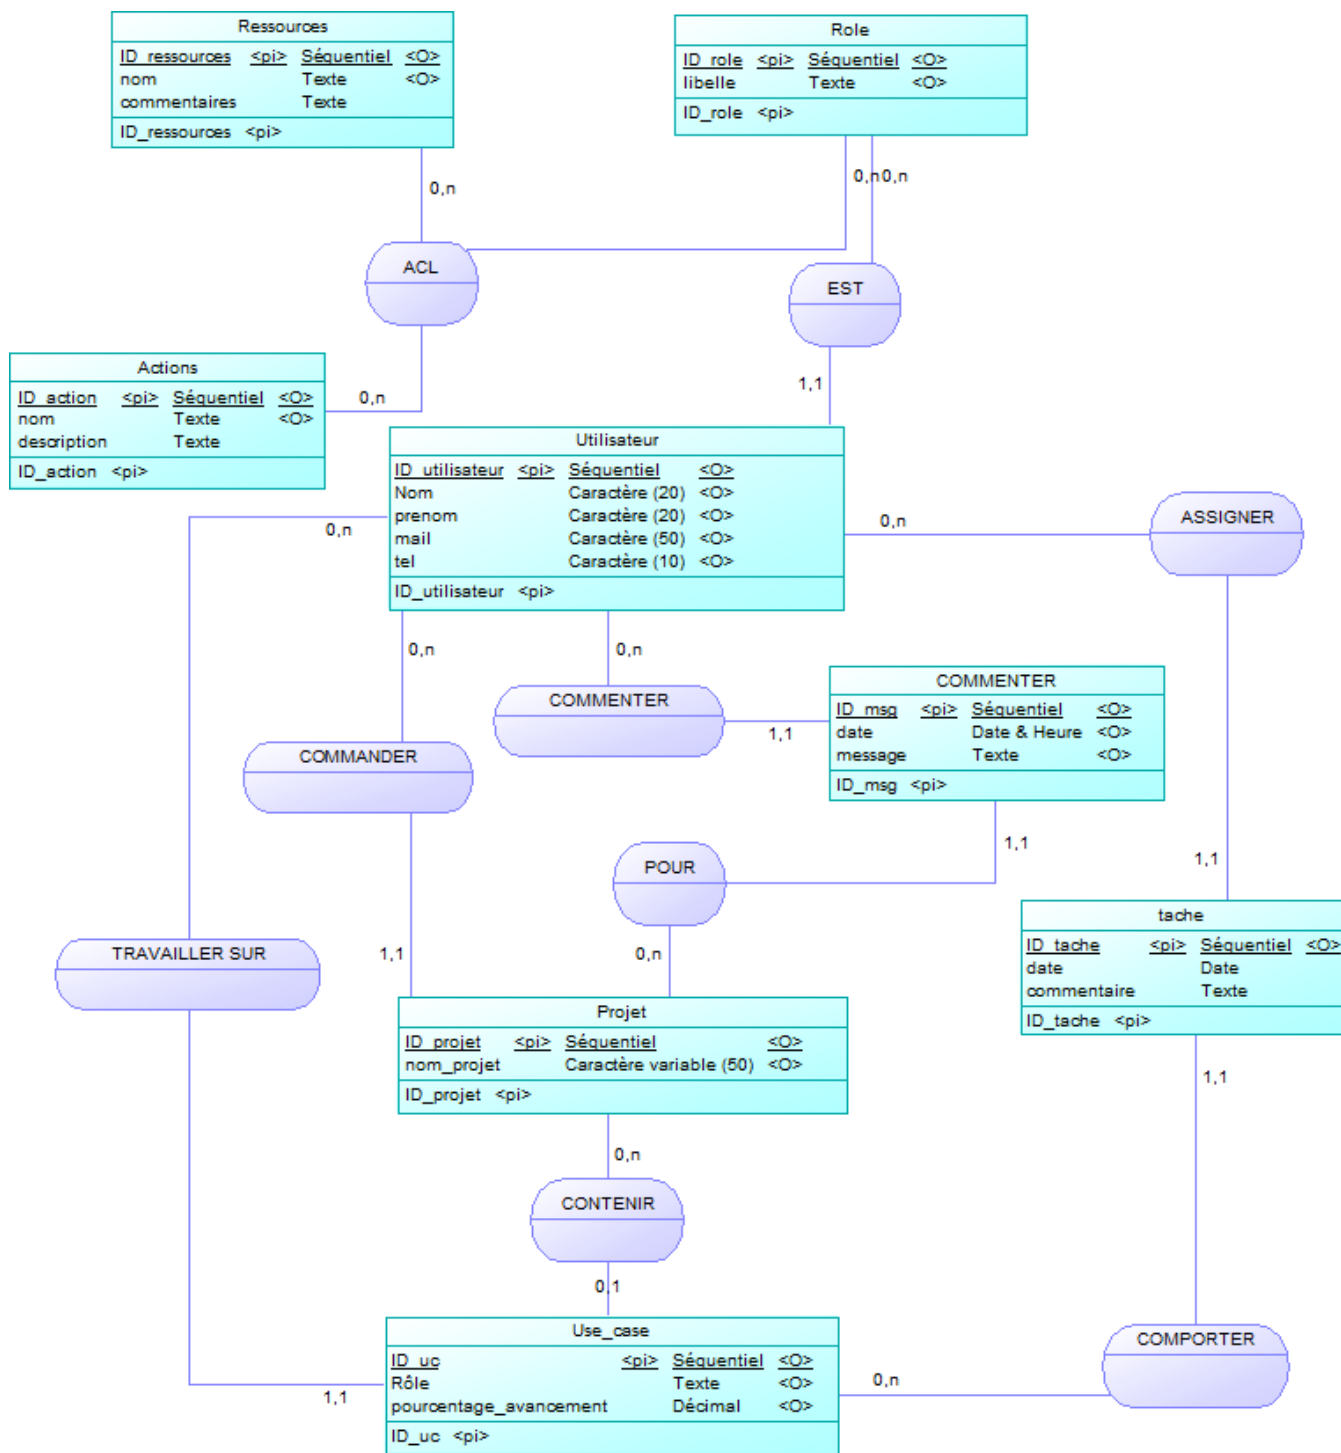 Ressources
ID_ressources <pi> Séquentiel <O>
nom Texte <O>
commentaires Texte
ID_ressources <pi>
Role
ID_role <pi> Séquentiel <O>
libelle Texte <O>
ID_role <pi>
0,n
0,n
0,n
ACL
EST
Actions
ID_action <pi> Séquentiel <O>
nom Texte <O>
description Texte
ID_action <pi>
0,n
1,1
Utilisateur
ID_utilisateur <pi> Séquentiel <O>
Nom Caractère (20) <O>
prenom Caractère (20) <O>
mail Caractère (50) <O>
tel Caractère (10) <O>
ID_utilisateur <pi>
0,n
0,n
ASSIGNER
0,n
0,n
COMMENTER
COMMENTER
ID_msg <pi> Séquentiel <O>
date Date & Heure <O>
message Texte <O>
ID_msg <pi>
1,1
COMMANDER
1,1
1,1
POUR
tache
ID_tache <pi> Séquentiel <O>
date Date
commentaire Texte
ID_tache <pi>
TRAVAILLER SUR
1,1
0,n
Projet
ID_projet <pi> Séquentiel <O>
nom_projet Caractère variable (50) <O>
ID_projet <pi>
1,1
0,n
CONTENIR
0,1
Use_case
ID_uc <pi> Séquentiel <O>
Rôle Texte <O>
pourcentage_avancement Décimal <O>
ID_uc <pi>
COMPORTER
1,1
0,n